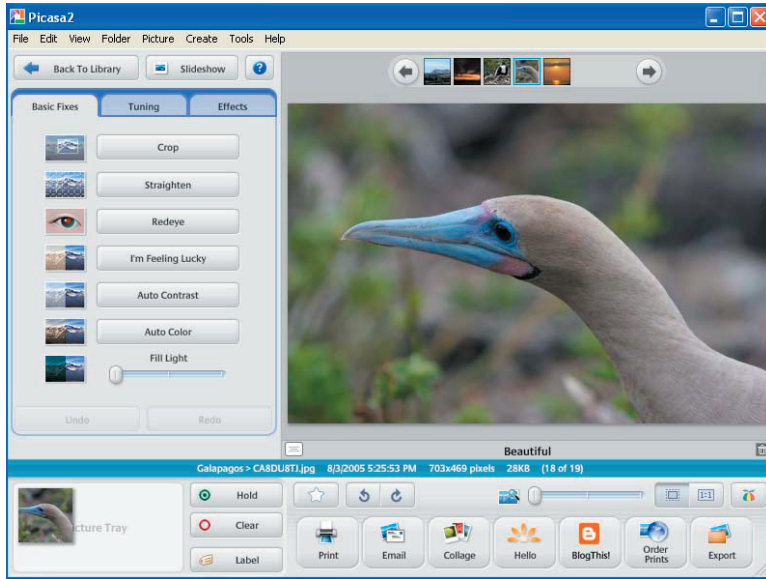 Picasa2
File Edit View Folder Picture Create Tools Help
Back To Library Slideshow ?
Basic Fixes Tuning Effects
Crop
Straighten
Redeye
I'm Feeling Lucky
Auto Contrast
Auto Color
Fill Light
Undo Redo
Beautiful
Galapagos > CA8DU8TJ.jpg 8/3/2005 5:25:53 PM 703x469 pixels 28KB (18 of 19)
Hold
1:1
cture Tray
Clear
Label
Print Email Collage Hello BlogThis! Order Prints Export